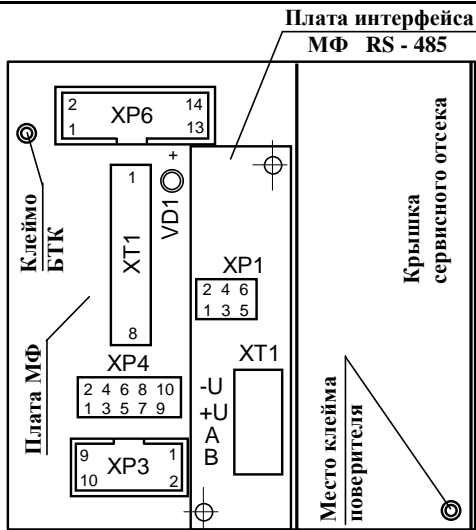 Плата интерфейса
МФ RS - 485
2 14
XP6
1 13
+
VD1
Клеймо
БТК
1
XT1
8
XP1
2 4 6
1 3 5
Крышка
сервисного отсека
Плата МФ
XP4
2 4 6 8 10
1 3 5 7 9
XT1
-U
+U
A
B
9 1
XP3
10 2
Место клейма
поверителя